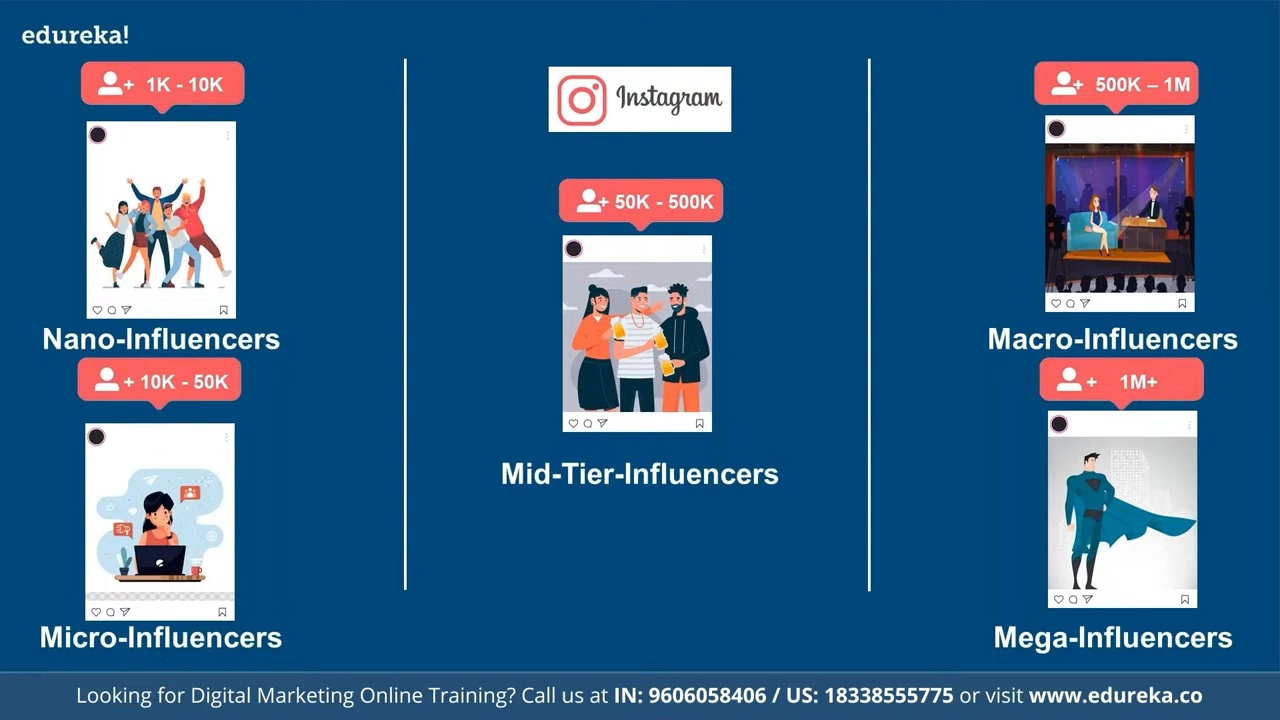 edureka!
1K - 10K
Nano-Influencers
10K - 50K
Micro-Influencers
Instagram
50K - 500K
Mid-Tier-Influencers
500K – 1M
Macro-Influencers
1M+
Mega-Influencers
Looking for Digital Marketing Online Training? Call us at IN: 9606058406 / US: 18338555775 or visit www.edureka.co